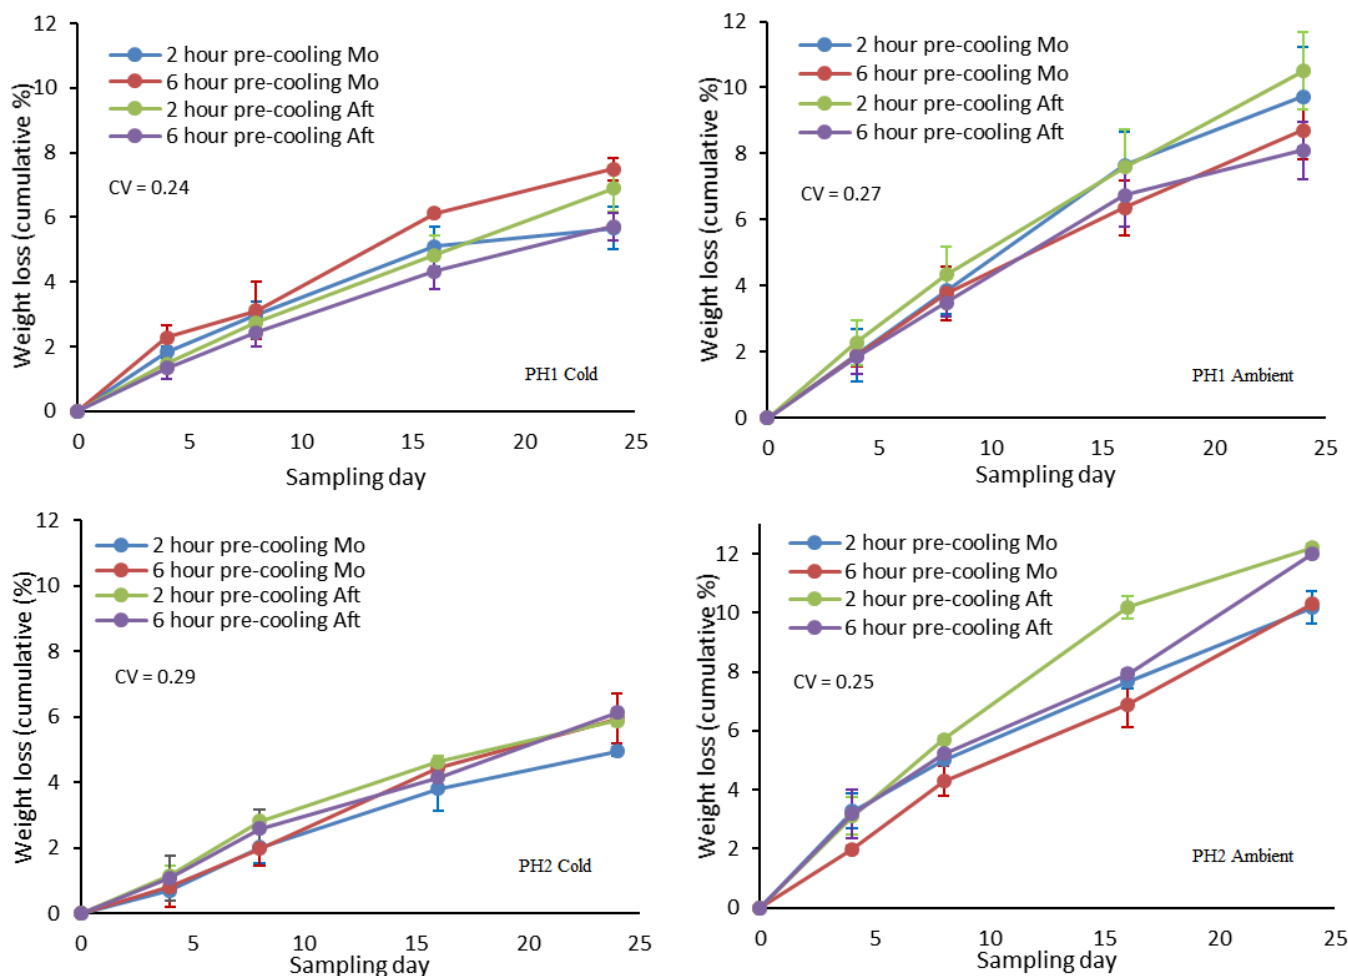 12
10
8
6
4
2
0
Weight loss (cumulative %)
2 hour pre-cooling Mo
6 hour pre-cooling Mo
2 hour pre-cooling Aft
6 hour pre-cooling Aft
CV = 0.24
PH1 Cold
0 5 10 15 20 25
Sampling day
12
10
8
6
4
2
0
Weight loss (cumulative %)
2 hour pre-cooling Mo
6 hour pre-cooling Mo
2 hour pre-cooling Aft
6 hour pre-cooling Aft
CV = 0.27
PH1 Ambient
0 5 10 15 20 25
Sampling day
12
10
8
6
4
2
0
Weight loss (cumulative (%)
2 hour pre-cooling Mo
6 hour pre-cooling Mo
2 hour pre-cooling Aft
6 hour pre-cooling Aft
CV = 0.29
PH2 Cold
0 5 10 15 20 25
Sampling day
12
10
8
6
4
2
0
Weight loss (cumulative %)
2 hour pre-cooling Mo
6 hour pre-cooling Mo
2 hour pre-cooling Aft
6 hour pre-cooling Aft
CV = 0.25
PH2 Ambient
0 5 10 15 20 25
Sampling day